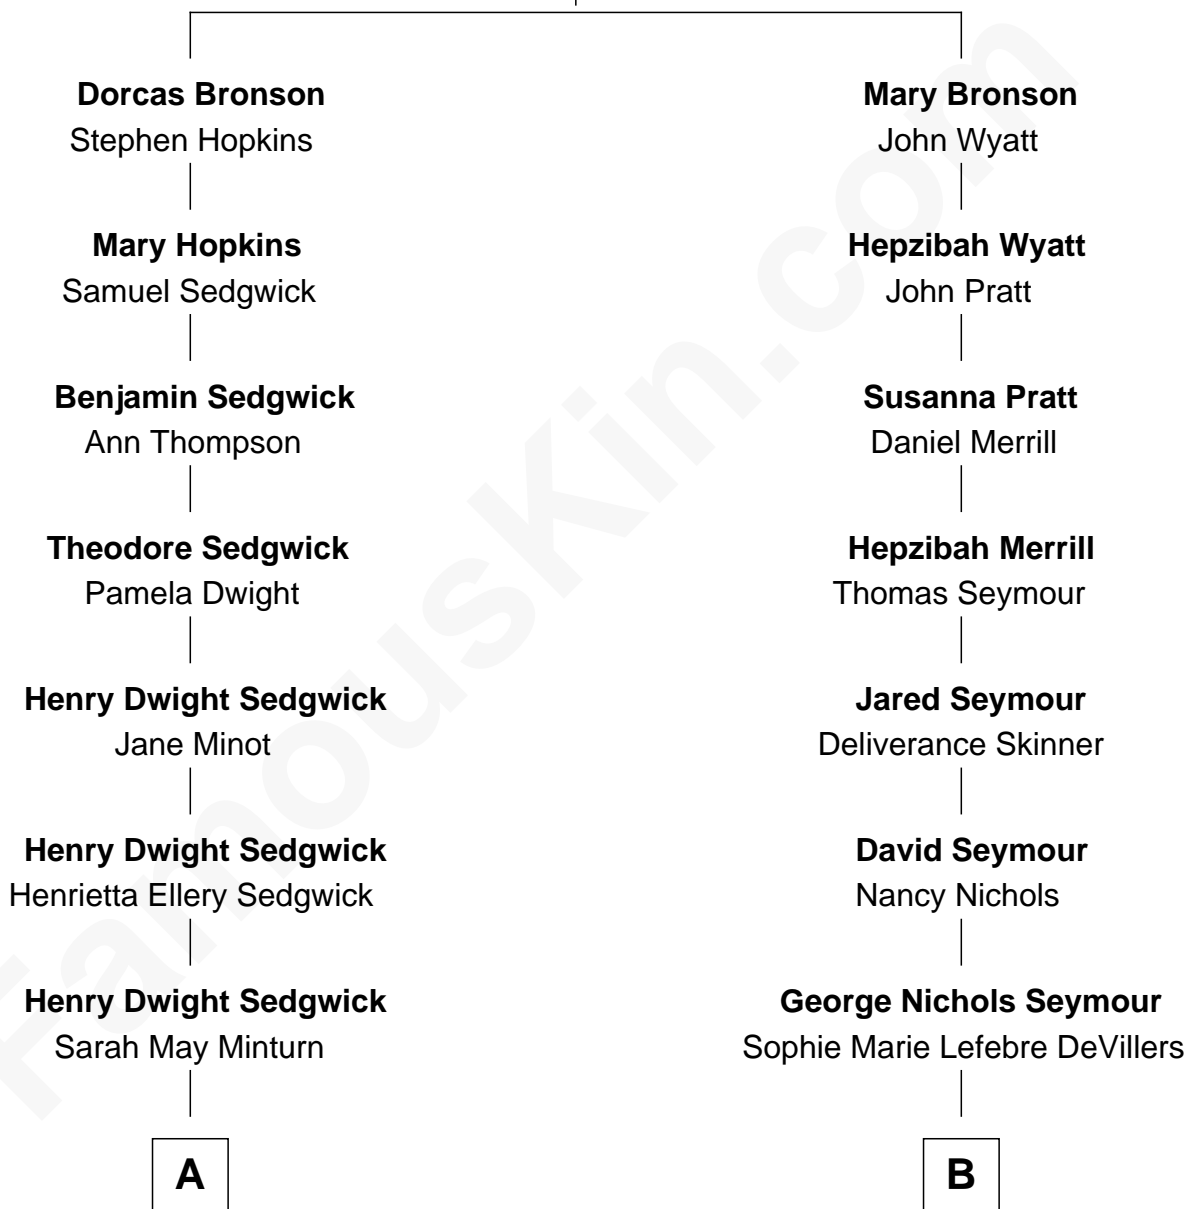 Dorcas Bronson
Stephen Hopkins
Mary Hopkins
Samuel Sedgwick
Benjamin Sedgwick
Ann Thompson
Theodore Sedgwick
Pamela Dwight
Henry Dwight Sedgwick
Jane Minot
Henry Dwight Sedgwick
Henrietta Ellery Sedgwick
Henry Dwight Sedgwick
Sarah May Minturn
A
Mary Bronson
John Wyatt
Hepzibah Wyatt
John Pratt
Susanna Pratt
Daniel Merrill
Hepzibah Merrill
Thomas Seymour
Jared Seymour
Deliverance Skinner
David Seymour
Nancy Nichols
George Nichols Seymour
Sophie Marie Lefebre DeVillers
B
FamousKin.com